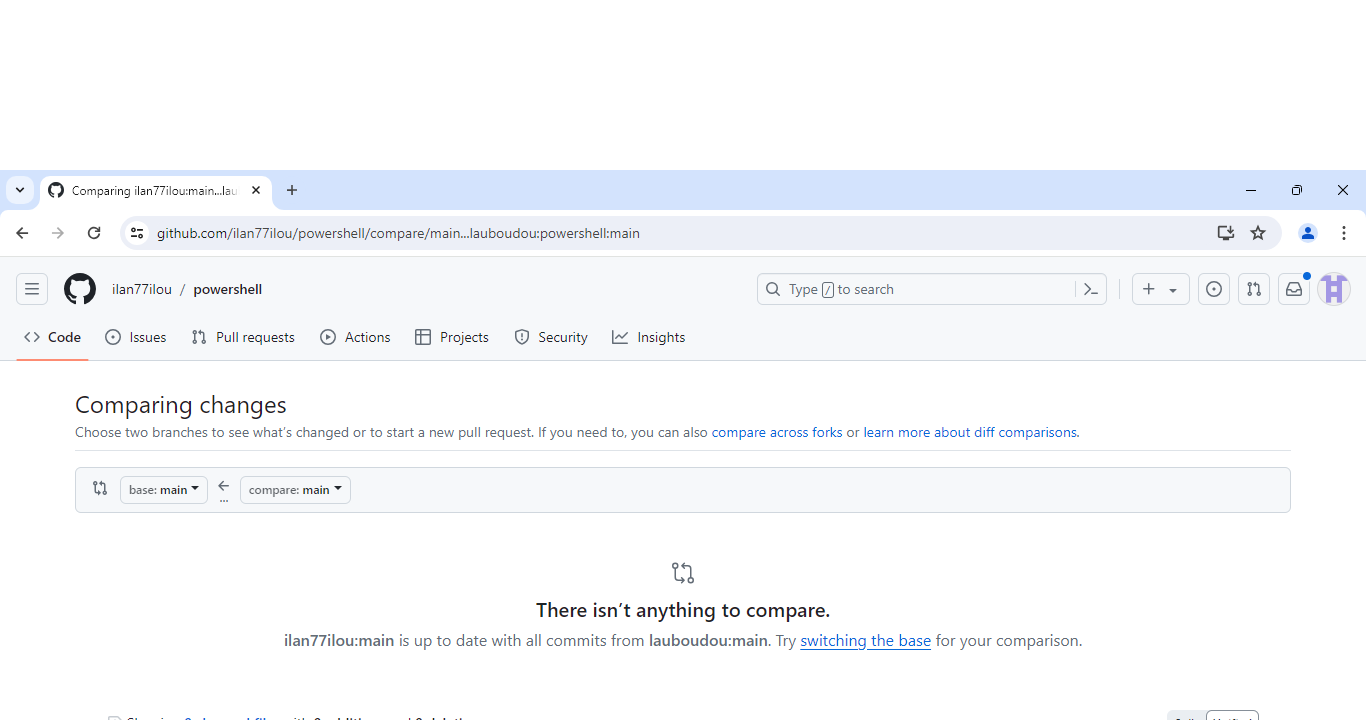 Comparing ilan77ilou:main...lau
github.com/ilan77ilou/powershell/compare/main...lauboudou:powershell:main
ilan77ilou / powershell
Type / to search
Code Issues Pull requests Actions Projects Security Insights
Comparing changes
Choose two branches to see what's changed or to start a new pull request. If you need to, you can also compare across forks or learn more about diff comparisons.
base: main ... compare: main
There isn't anything to compare.
ilan77ilou:main is up to date with all commits from lauboudou:main. Try switching the base for your comparison.